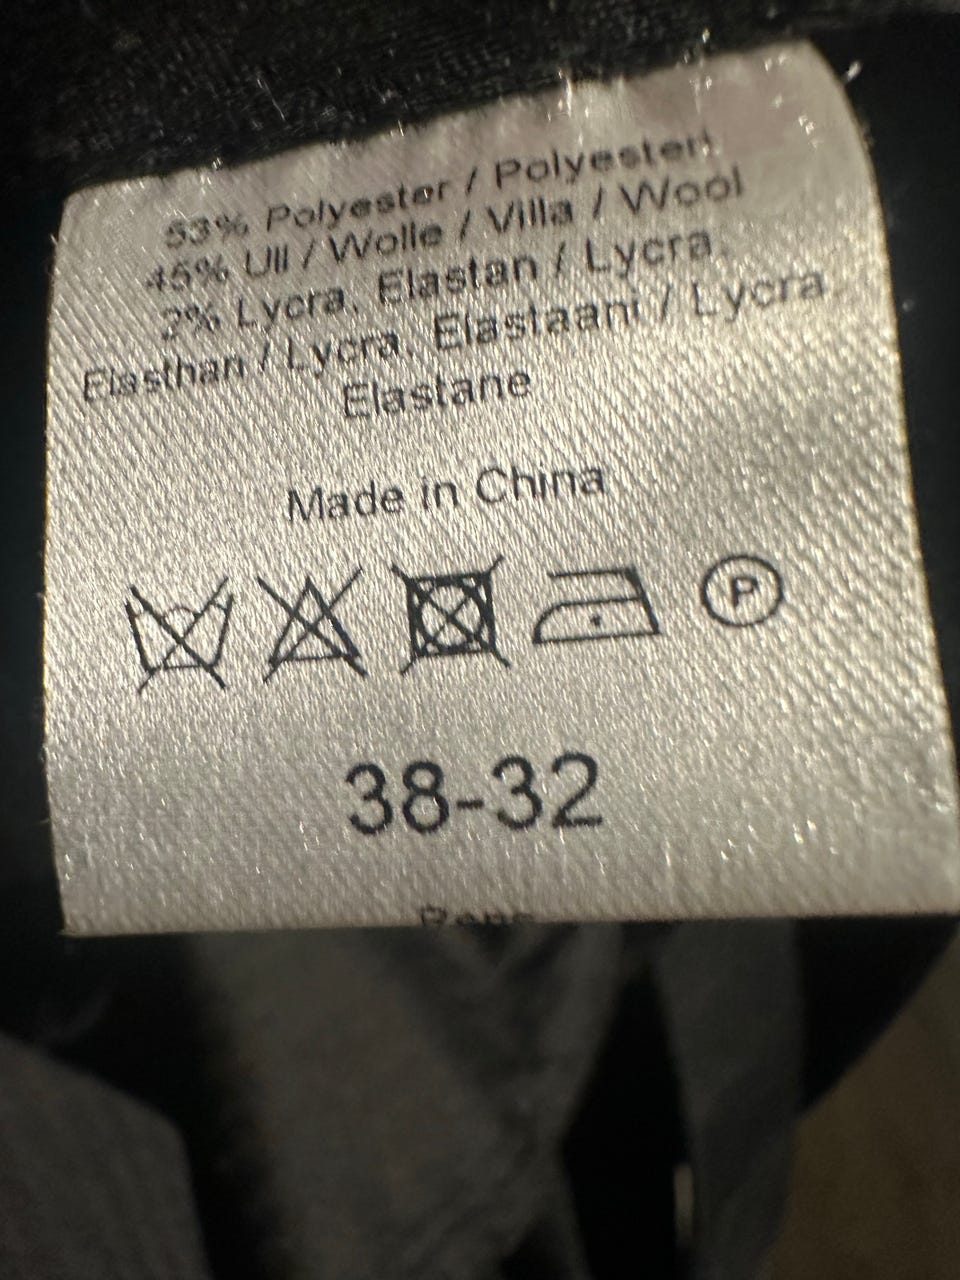 53% Polyester / Polyesteri
45% Ull / Wolle / Villa / Wool
2% Lycra. Elastan / Lycra.
Elasthan / Lycra. Elastaani / Lycra
Elastane
Made in China
P
38-32